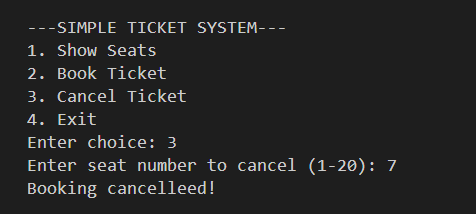 ---SIMPLE TICKET SYSTEM---
1. Show Seats
2. Book Ticket
3. Cancel Ticket
4. Exit
Enter choice: 3
Enter seat number to cancel (1-20): 7
Booking cancelleed!